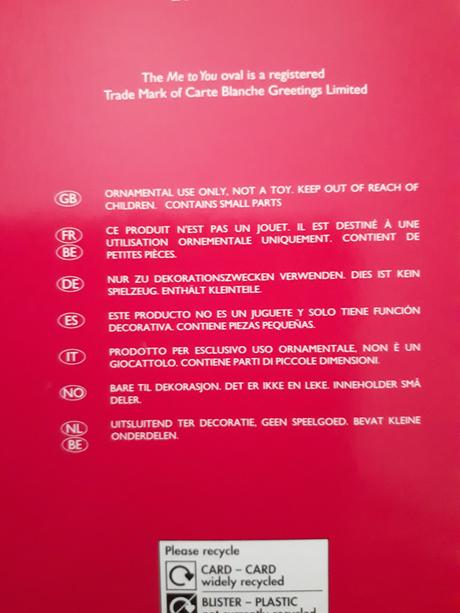 The Me to You oval is a registered
Trade Mark of Carte Blanche Greetings Limited
GB
ORNAMENTAL USE ONLY, NOT A TOY. KEEP OUT OF REACH OF
CHILDREN. CONTAINS SMALL PARTS
FR
BE
CE PRODUIT N'EST PAS UN JOUET. IL EST DESTINÉ À UNE
UTILISATION ORNEMENTALE UNIQUEMENT. CONTIENT DE
PETITES PIÈCES.
DE
NUR ZU DEKORATIONSZWECKEN VERWENDEN. DIES IST KEIN
SPIELZEUG. ENTHÄLT KLEINTEILE.
ES
ESTE PRODUCTO NO ES UN JUGUETE Y SOLO TIENE FUNCIÓN
DECORATIVA. CONTIENE PIEZAS PEQUEÑAS.
IT
PRODOTTO PER ESCLUSIVO USO ORNAMENTALE, NON È UN
GIOCATTOLO. CONTIENE PARTI DI PICCOLE DIMENSIONI.
NO
BARE TIL DEKORASJON. DET ER IKKE EN LEKE. INNEHOLDER SMÅ
DELER.
NL
BE
UITSLUITEND TER DECORATIE, GEEN SPEELGOED. BEVAT KLEINE
ONDERDELEN.
Please recycle
CARD – CARD
widely recycled
BLISTER – PLASTIC
not currently recycled